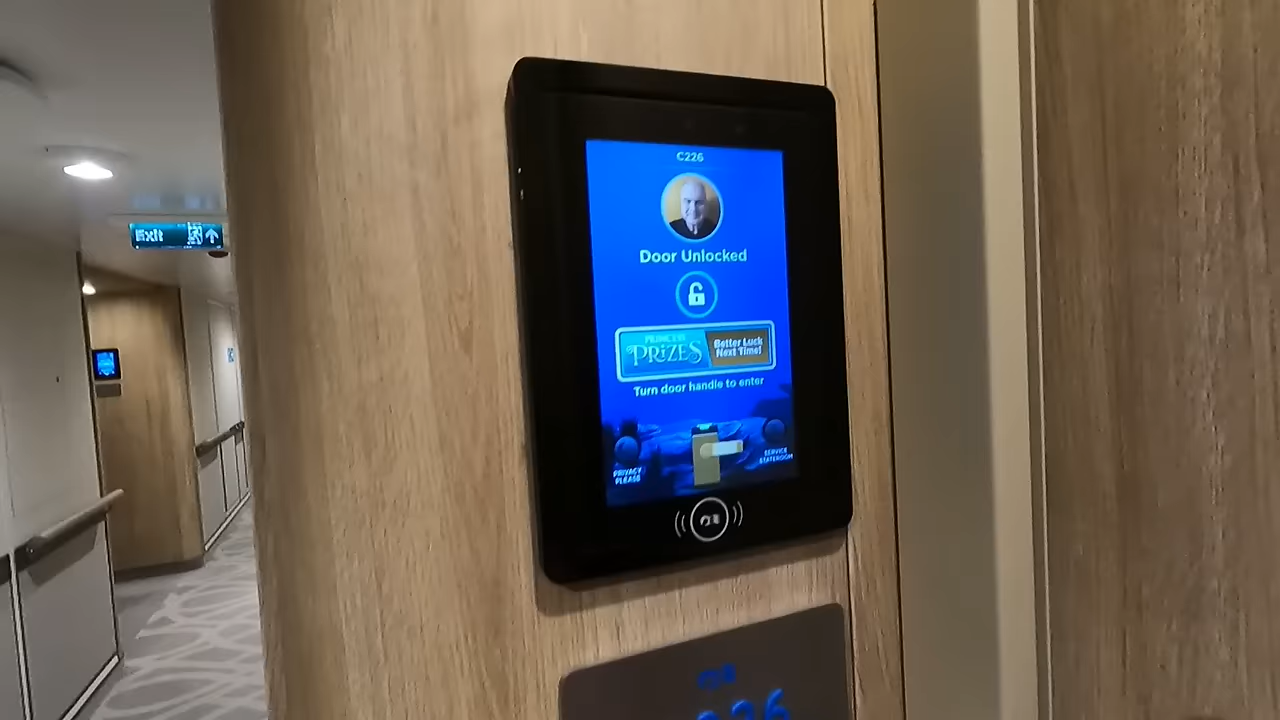 C226
Door Unlocked
PRINCESS
PRIZES
Better Luck
Next Time!
Turn door handle to enter
PRIVACY
PLEASE
SERVICE
STATEROOM
Exit